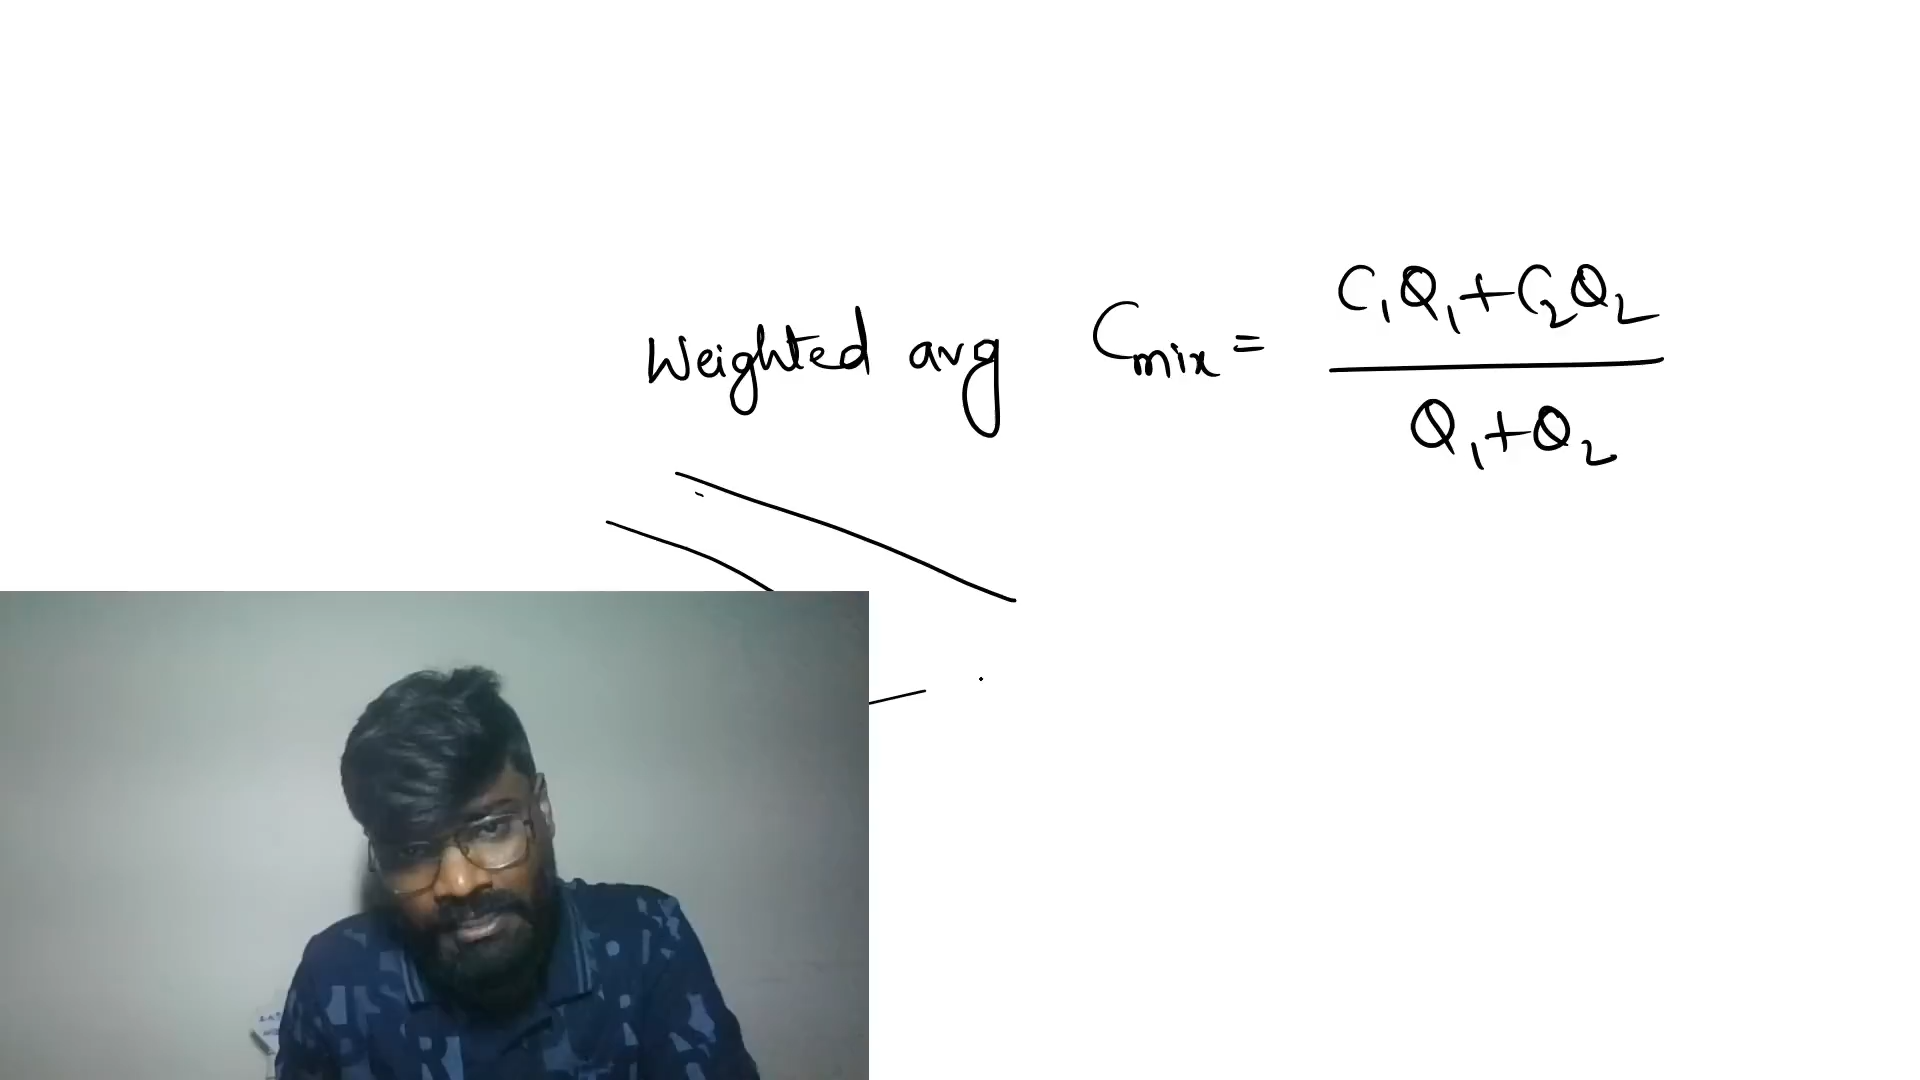 Weighted avg Cmix = C₁Q₁+C₂Q₂
Q₁+Q₂